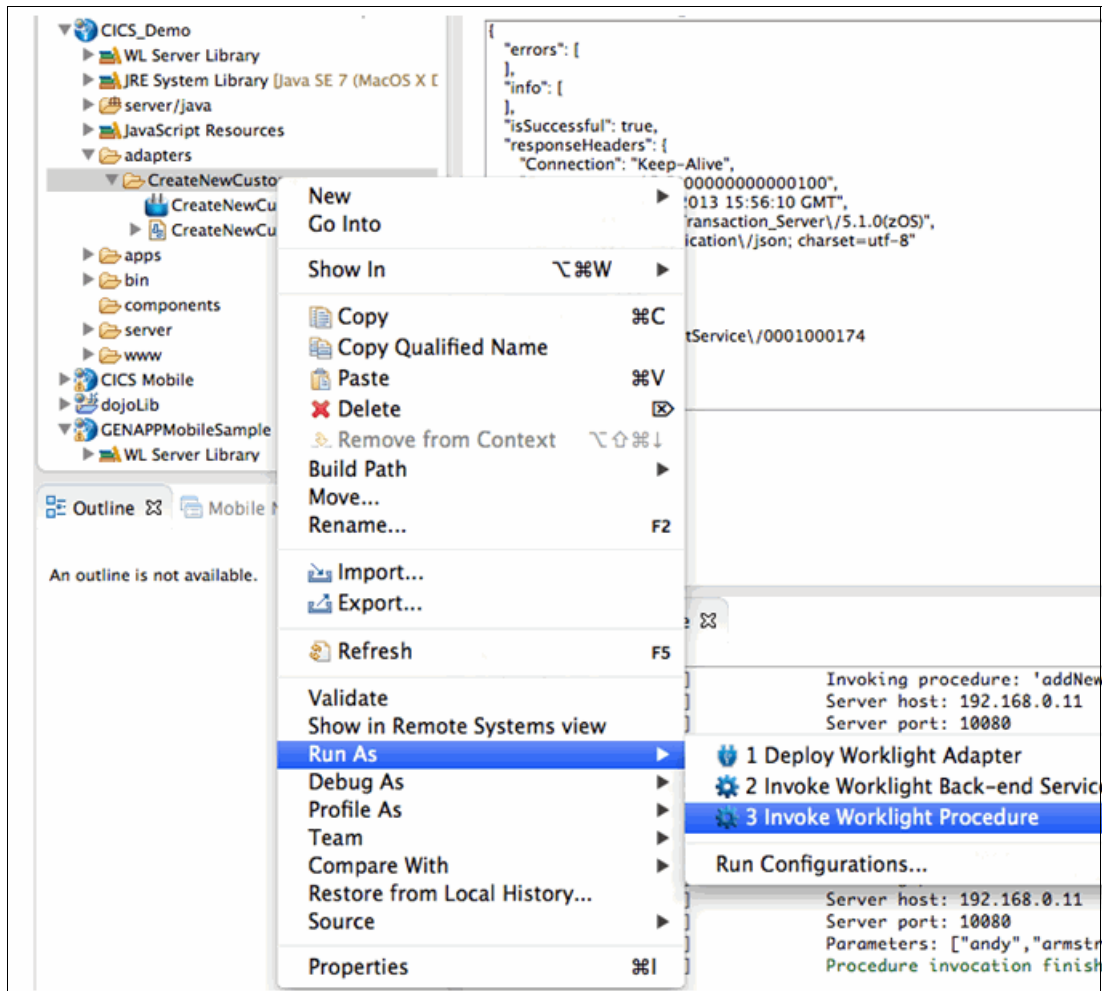 CICS_Demo
WL Server Library
JRE System Library [Java SE 7 (MacOS X D
server/java
JavaScript Resources
adapters
CreateNewCusto
CreateNewCu
CreateNewCu
apps
bin
components
server
www
CICS Mobile
dojoLib
GENAPPMobileSample
WL Server Library
Outline
Mobile
An outline is not available.
{
"errors": [
],
"info": [
],
"isSuccessful": true,
"responseHeaders": {
"Connection": "Keep-Alive",
000000000000100",
2013 15:56:10 GMT",
ransaction_Server\/5.1.0(zOS)",
ication\/json; charset=utf-8"
tService\/0001000174
New
Go Into
Show In ⌥⌘W
Copy ⌘C
Copy Qualified Name
Paste ⌘V
Delete ⌦
Remove from Context ⌥⇧⌘↓
Build Path
Move...
Rename... F2
Import...
Export...
Refresh F5
Validate
Show in Remote Systems view
Run As
Debug As
Profile As
Team
Compare With
Restore from Local History...
Source
Properties ⌘I
1 Deploy Worklight Adapter
2 Invoke Worklight Back-end Servic
3 Invoke Worklight Procedure
Run Configurations...
] Invoking procedure: 'addNew
] Server host: 192.168.0.11
] Server port: 10080
] Server host: 192.168.0.11
] Server port: 10080
] Parameters: ["andy","armstr
] Procedure invocation finish